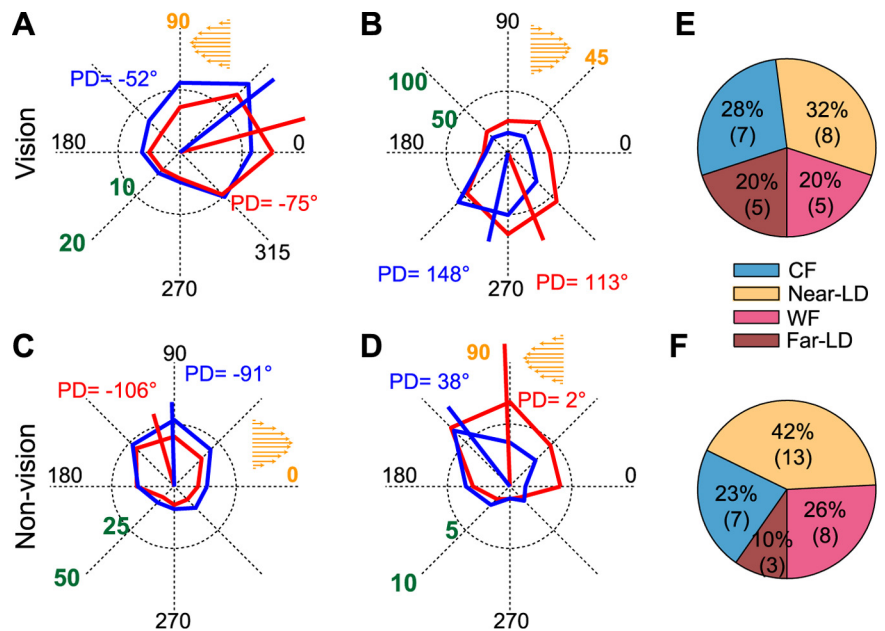 A
90
PD= -52°
180
0
10
PD= -75°
20
315
270
Vision
B
90
45
100
50
180
0
PD= 148°
PD= 113°
270
E
28%
(7)
32%
(8)
20%
(5)
20%
(5)
CF
Near-LD
WF
Far-LD
C
90
PD= -106°
PD= -91°
180
0
25
50
270
Non-vision
D
90
PD= 38°
PD= 2°
180
0
5
10
270
F
42%
(13)
23%
(7)
26%
(8)
10%
(3)